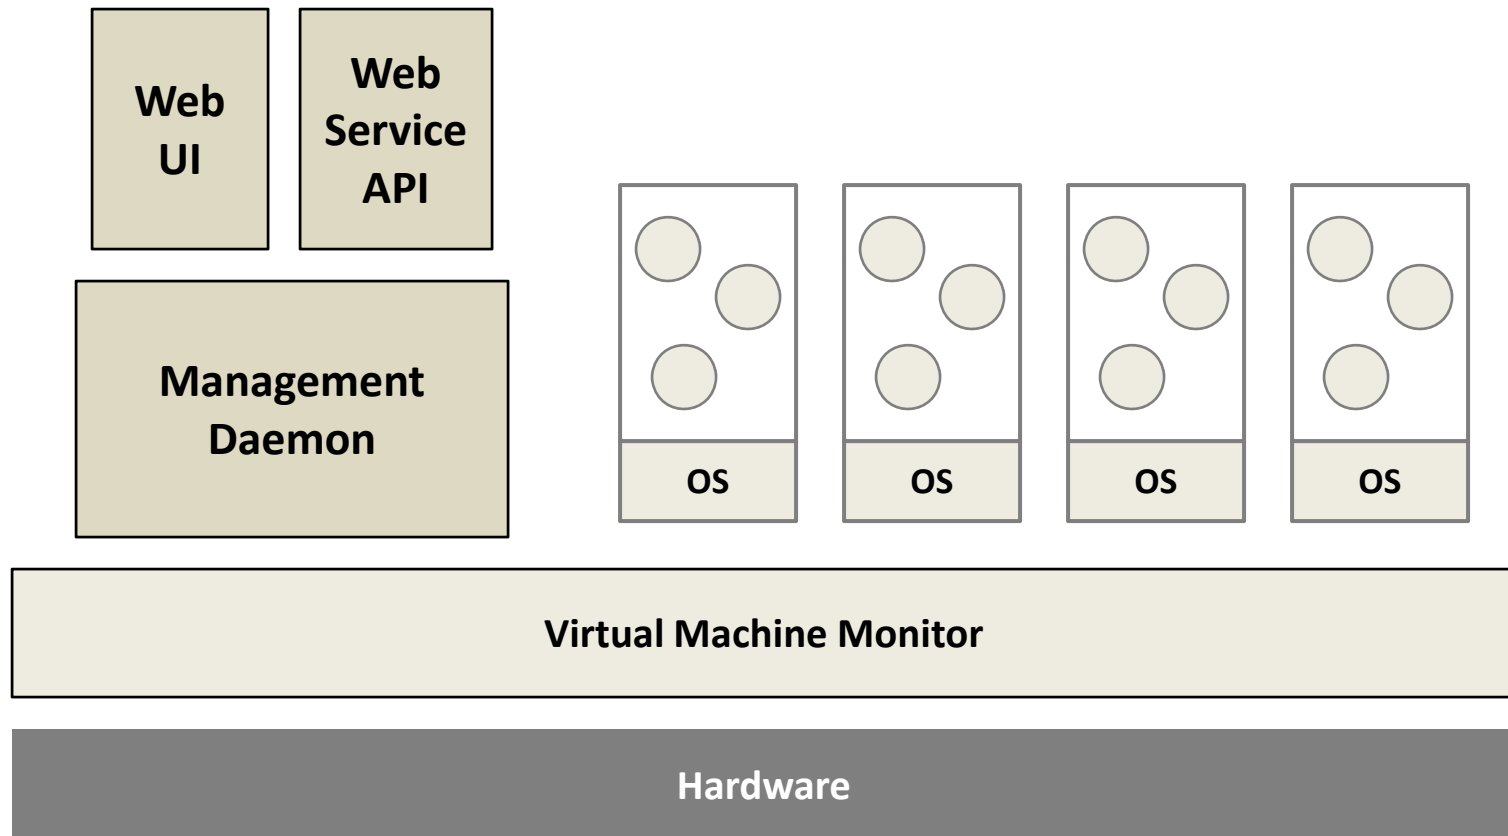 Web
UI
Web
Service
API
Management
Daemon
OS
OS
OS
OS
Virtual Machine Monitor
Hardware